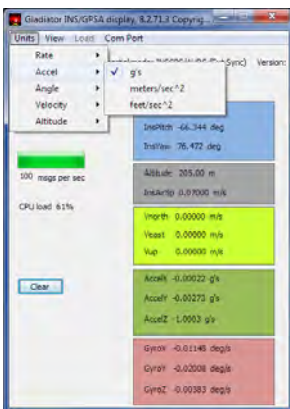 Gladiator INS/GPSA display, 8.2.71.3 Copyrig...
Units View Load Com Port
Rate
Accel
Angle
Velocity
Altitude
✓ g's
meters/sec^2
feet/sec^2
Sync) Version:
InsPitch -66.344 deg
InsYaw 76.472 deg
100 msgs per sec
Altitude 205.00 m
0.07000 m/s
CPU load 61%
Vnorth 0.00000 m/s
Veast 0.00000 m/s
Vup 0.00000 m/s
Clear
AccelX -0.00022 g's
AccelY -0.00273 g's
AccelZ -1.0003 g's
GyroX -0.01148 deg/s
GyroY -0.02008 deg/s
GyroZ -0.00383 deg/s